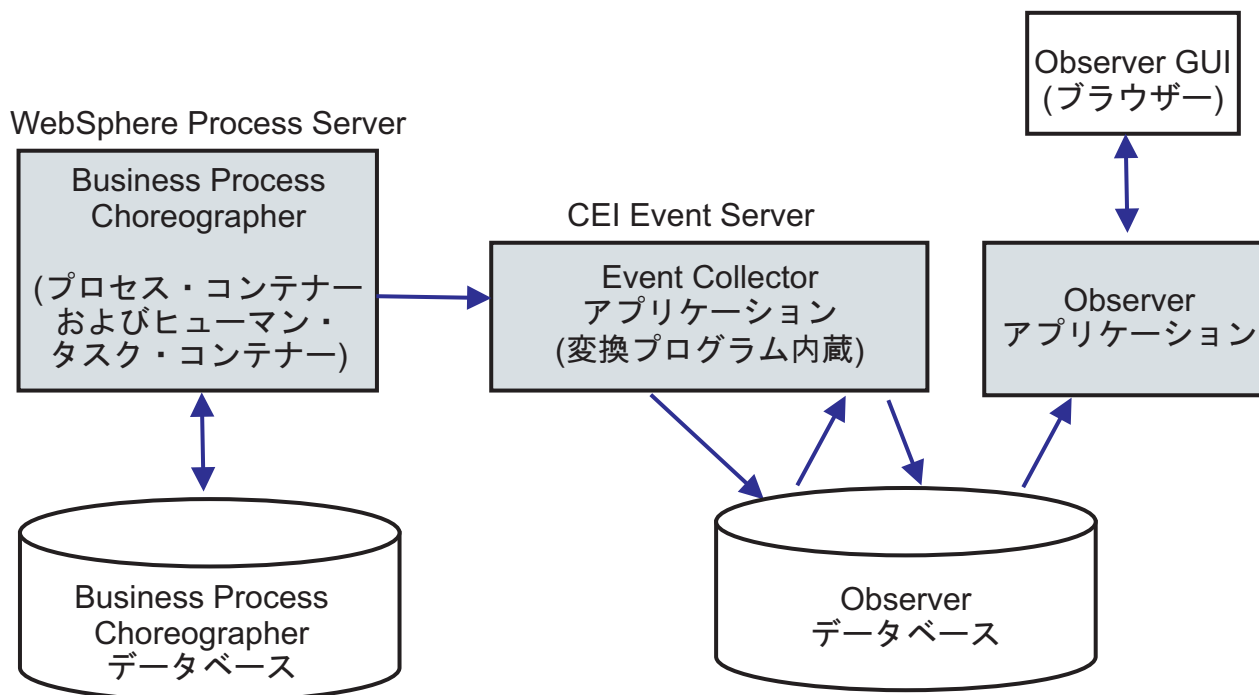 Observer GUI
(ブラウザー)
WebSphere Process Server
Business Process
Choreographer
(プロセス・コンテナー
およびヒューマン・
タスク・コンテナー)
CEI Event Server
Event Collector
アプリケーション
(変換プログラム内蔵)
Observer
アプリケーション
Business Process
Choreographer
データベース
Observer
データベース